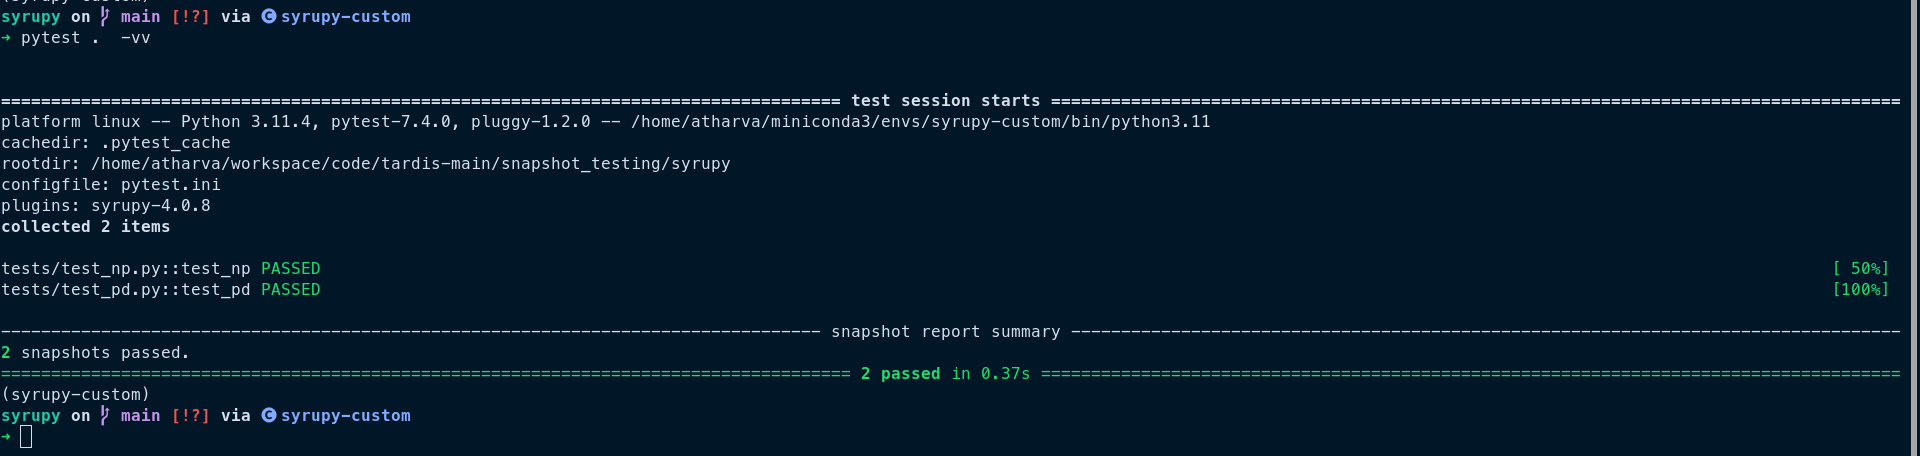 (syrupy-custom)
syrupy on main [!?] via C syrupy-custom
→ pytest .  -vv
==================================================================================== test session starts =====================================================================================
platform linux -- Python 3.11.4, pytest-7.4.0, pluggy-1.2.0 -- /home/atharva/miniconda3/envs/syrupy-custom/bin/python3.11
cachedir: .pytest_cache
rootdir: /home/atharva/workspace/code/tardis-main/snapshot_testing/syrupy
configfile: pytest.ini
plugins: syrupy-4.0.8
collected 2 items
tests/test_np.py::test_np PASSED [ 50%]
tests/test_pd.py::test_pd PASSED [100%]
---------------------------------------------------------------------------------- snapshot report summary -----------------------------------------------------------------------------------
2 snapshots passed.
===================================================================================== 2 passed in 0.37s ======================================================================================
(syrupy-custom)
syrupy on main [!?] via C syrupy-custom
→